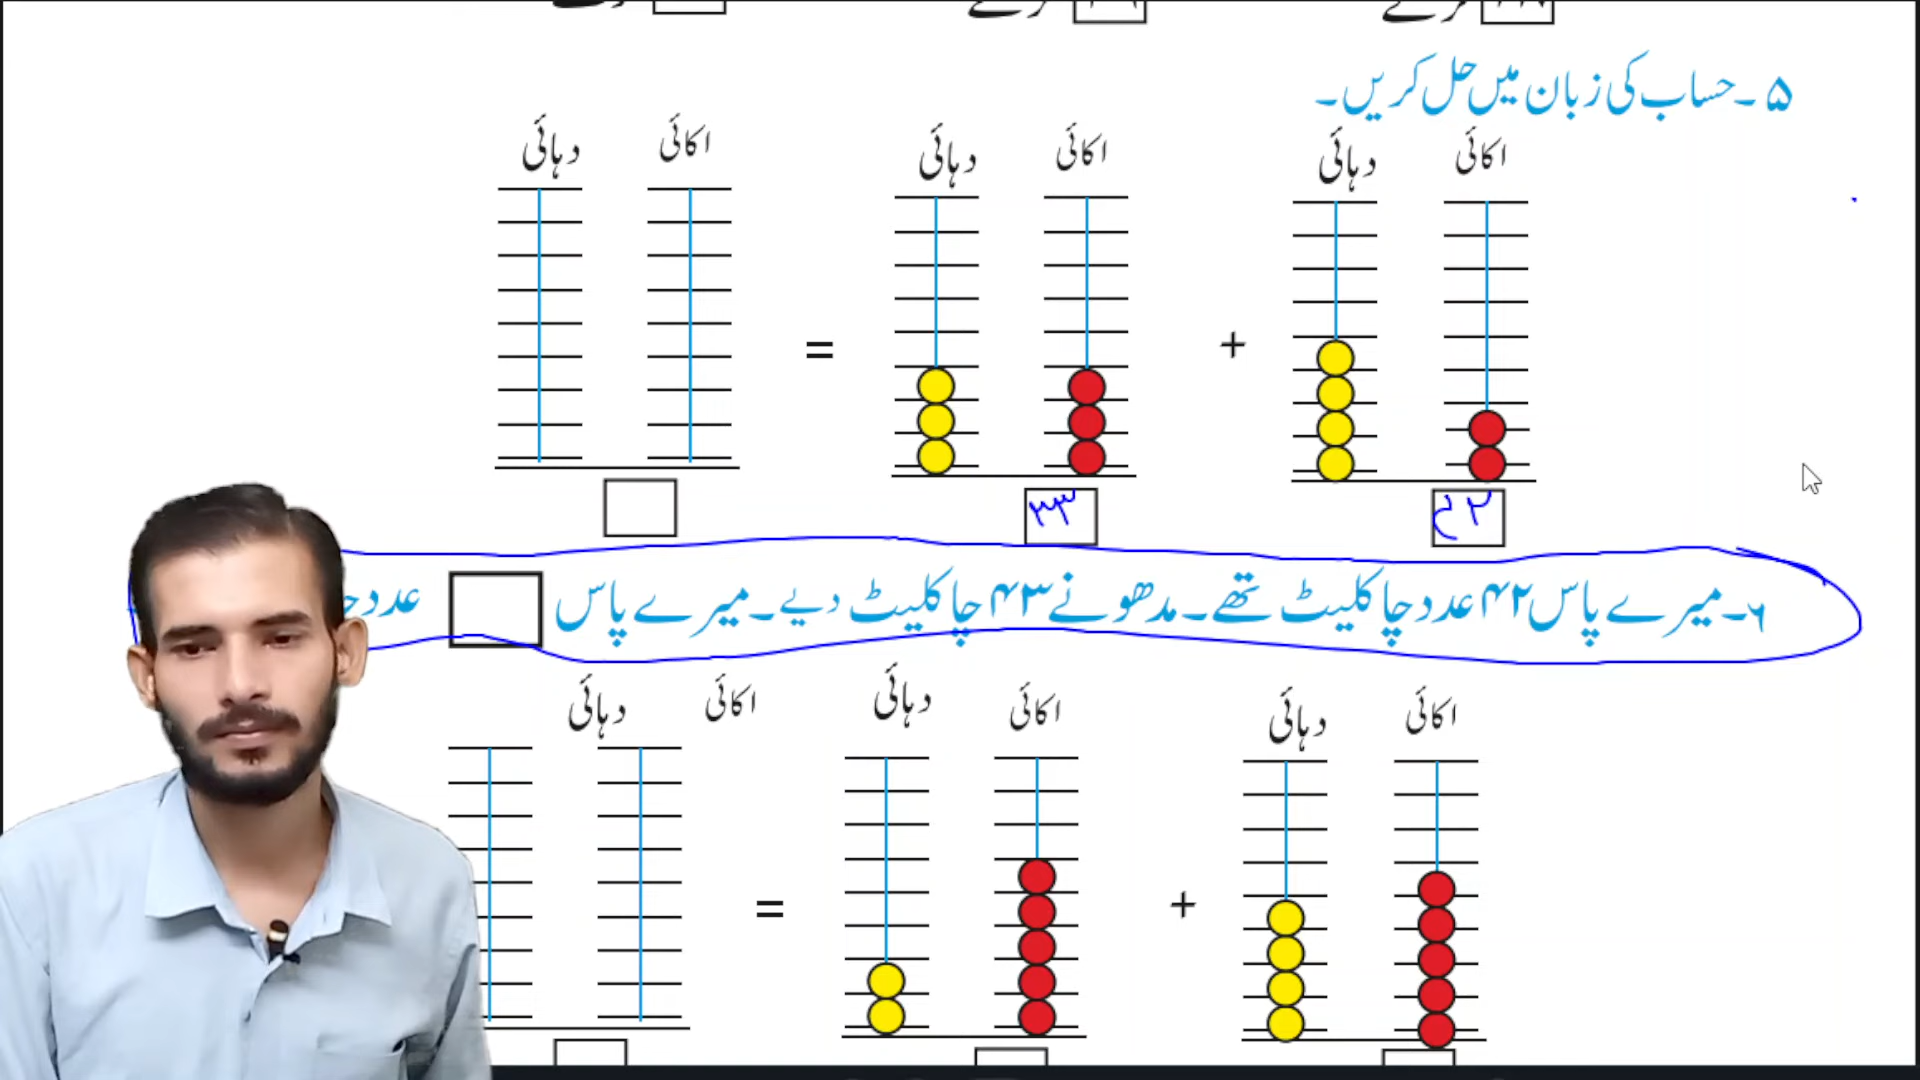 ۵۔حساب کی زبان میں حل کریں۔
اکائی دہائی
اکائی دہائی
اکائی دہائی
+
=
۴۲
۳۳
۶۔میرے پاس ۴۲ عدد چاکلیٹ تھے۔ مدھو نے ۴۳ چاکلیٹ دیے۔ میرے پاس عدد
اکائی دہائی
اکائی دہائی
اکائی دہائی
+
=